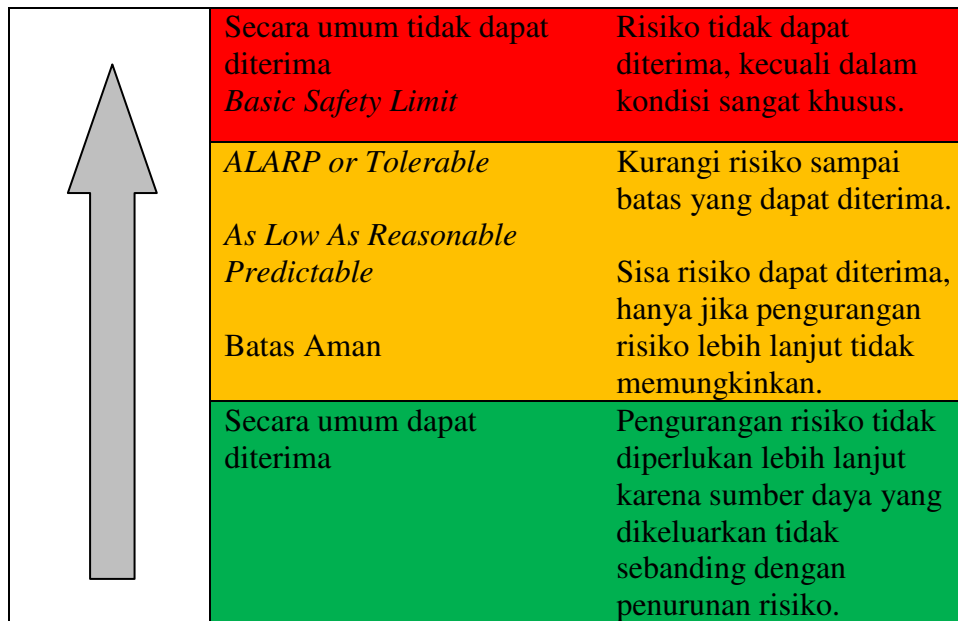 Secara umum tidak dapat
diterima
Basic Safety Limit
Risiko tidak dapat
diterima, kecuali dalam
kondisi sangat khusus.
ALARP or Tolerable
As Low As Reasonable
Predictable
Batas Aman
Kurangi risiko sampai
batas yang dapat diterima.
Sisa risiko dapat diterima,
hanya jika pengurangan
risiko lebih lanjut tidak
memungkinkan.
Secara umum dapat
diterima
Pengurangan risiko tidak
diperlukan lebih lanjut
karena sumber daya yang
dikeluarkan tidak
sebanding dengan
penurunan risiko.